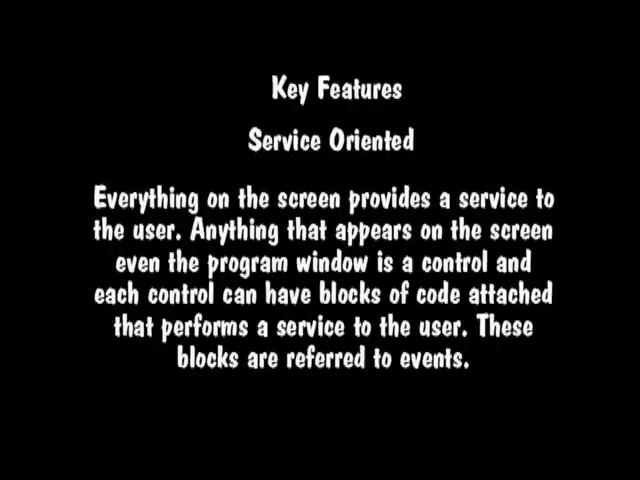 Key Features
Service Oriented
Everything on the screen provides a service to
the user. Anything that appears on the screen
even the program window is a control and
each control can have blocks of code attached
that performs a service to the user. These
blocks are referred to events.